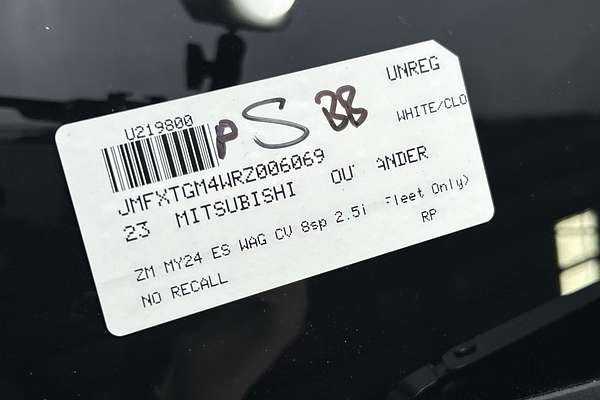 UNREG
U219800
P S BB
WHITE/CLO
JMFXTGM4WRZ006069
23 MITSUBISHI OU ANDER
ZM MY24 ES WAG CV 8sp 2.5i Fleet Only)
NO RECALL RP